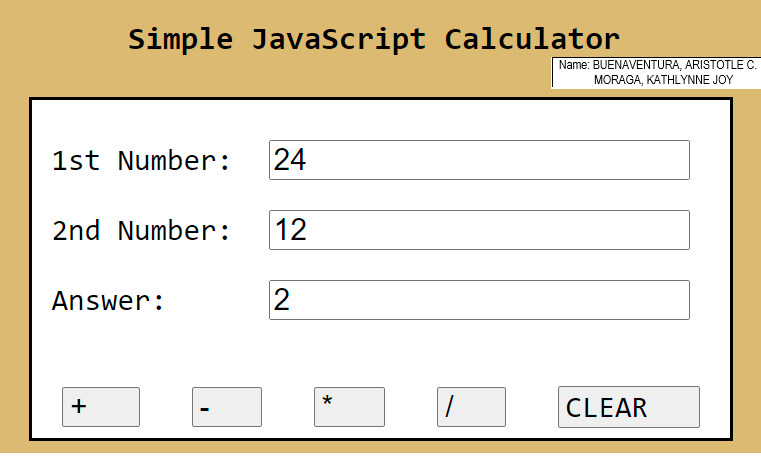 Simple JavaScript Calculator
Name: BUENAVENTURA, ARISTOTLE C.
MORAGA, KATHLYNNE JOY
1st Number: 24
2nd Number: 12
Answer: 2
+ - * / CLEAR